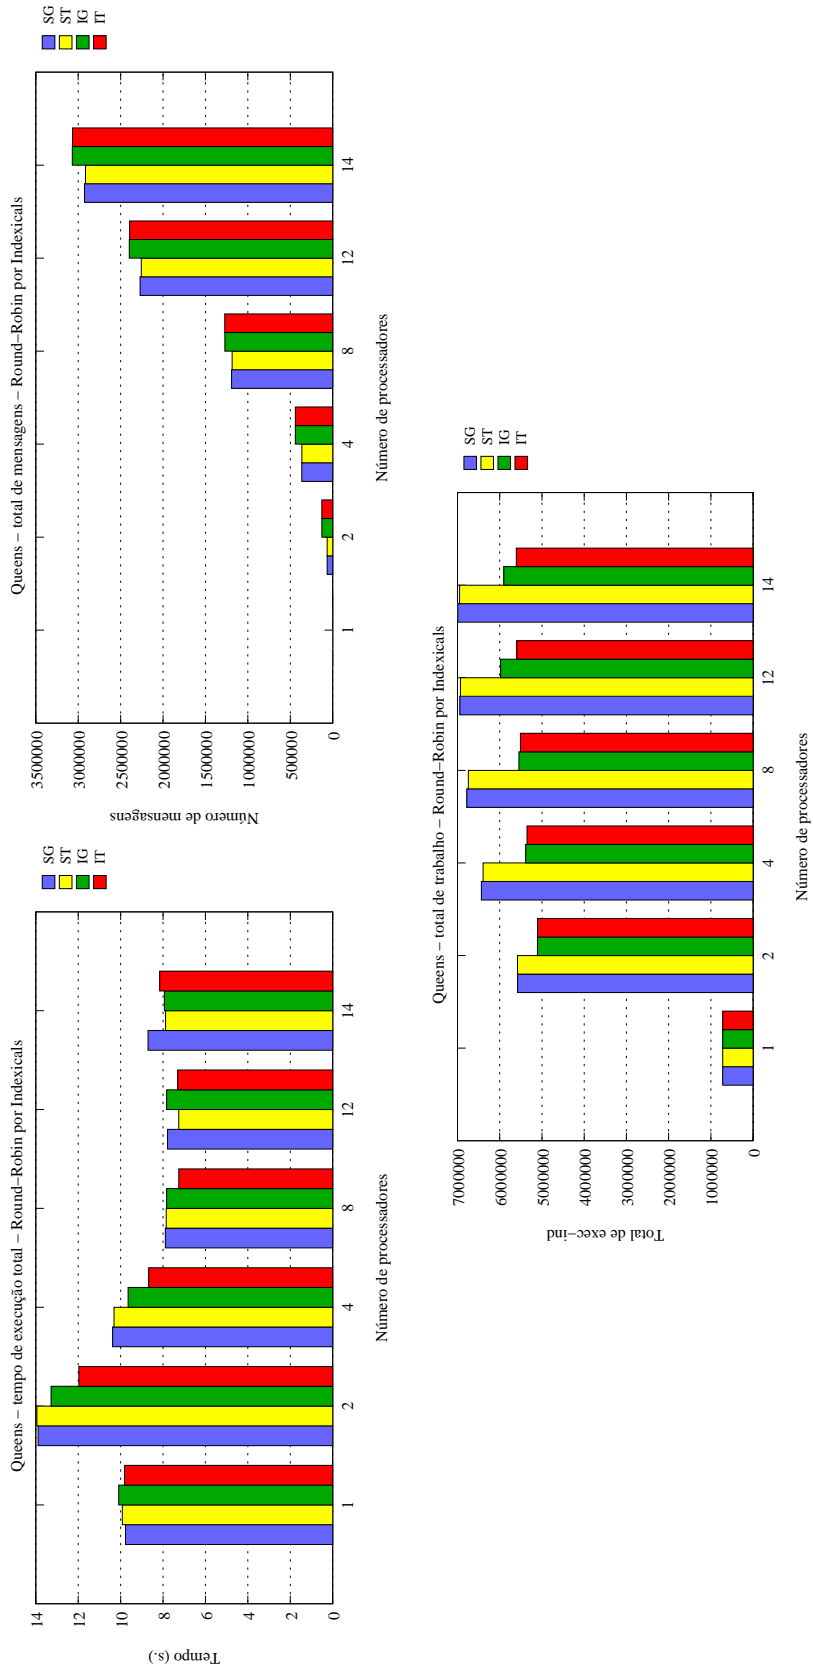 Queens − tempo de execução total − Round−Robin por Indexicals
SG
ST
IG
IT
Tempo (s.)
14
12
10
8
6
4
2
0
1
2
4
8
12
14
Número de processadores
Queens − total de mensagens − Round−Robin por Indexicals
SG
ST
IG
IT
Número de mensagens
3500000
3000000
2500000
2000000
1500000
1000000
500000
0
1
2
4
8
12
14
Número de processadores
Queens − total de trabalho − Round−Robin por Indexicals
SG
ST
IG
IT
Total de exec−ind
7000000
6000000
5000000
4000000
3000000
2000000
1000000
0
1
2
4
8
12
14
Número de processadores